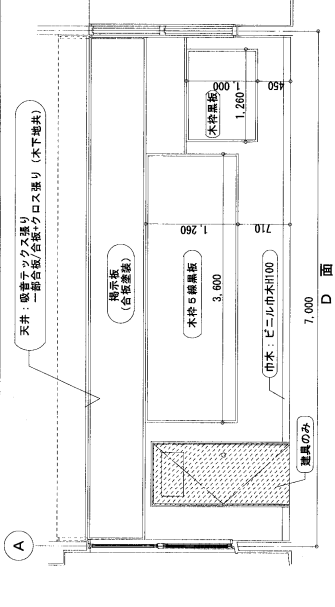 A
天井：吸音テックス張り
一部合板/合板+クロス張り（木下地共）
掲示板
（合板塗装）
木枠黒板
1,000
1,260
450
木枠5線黒板
1,260
3,600
710
巾木：ビニル巾木H100
建具のみ
7,000
D 面